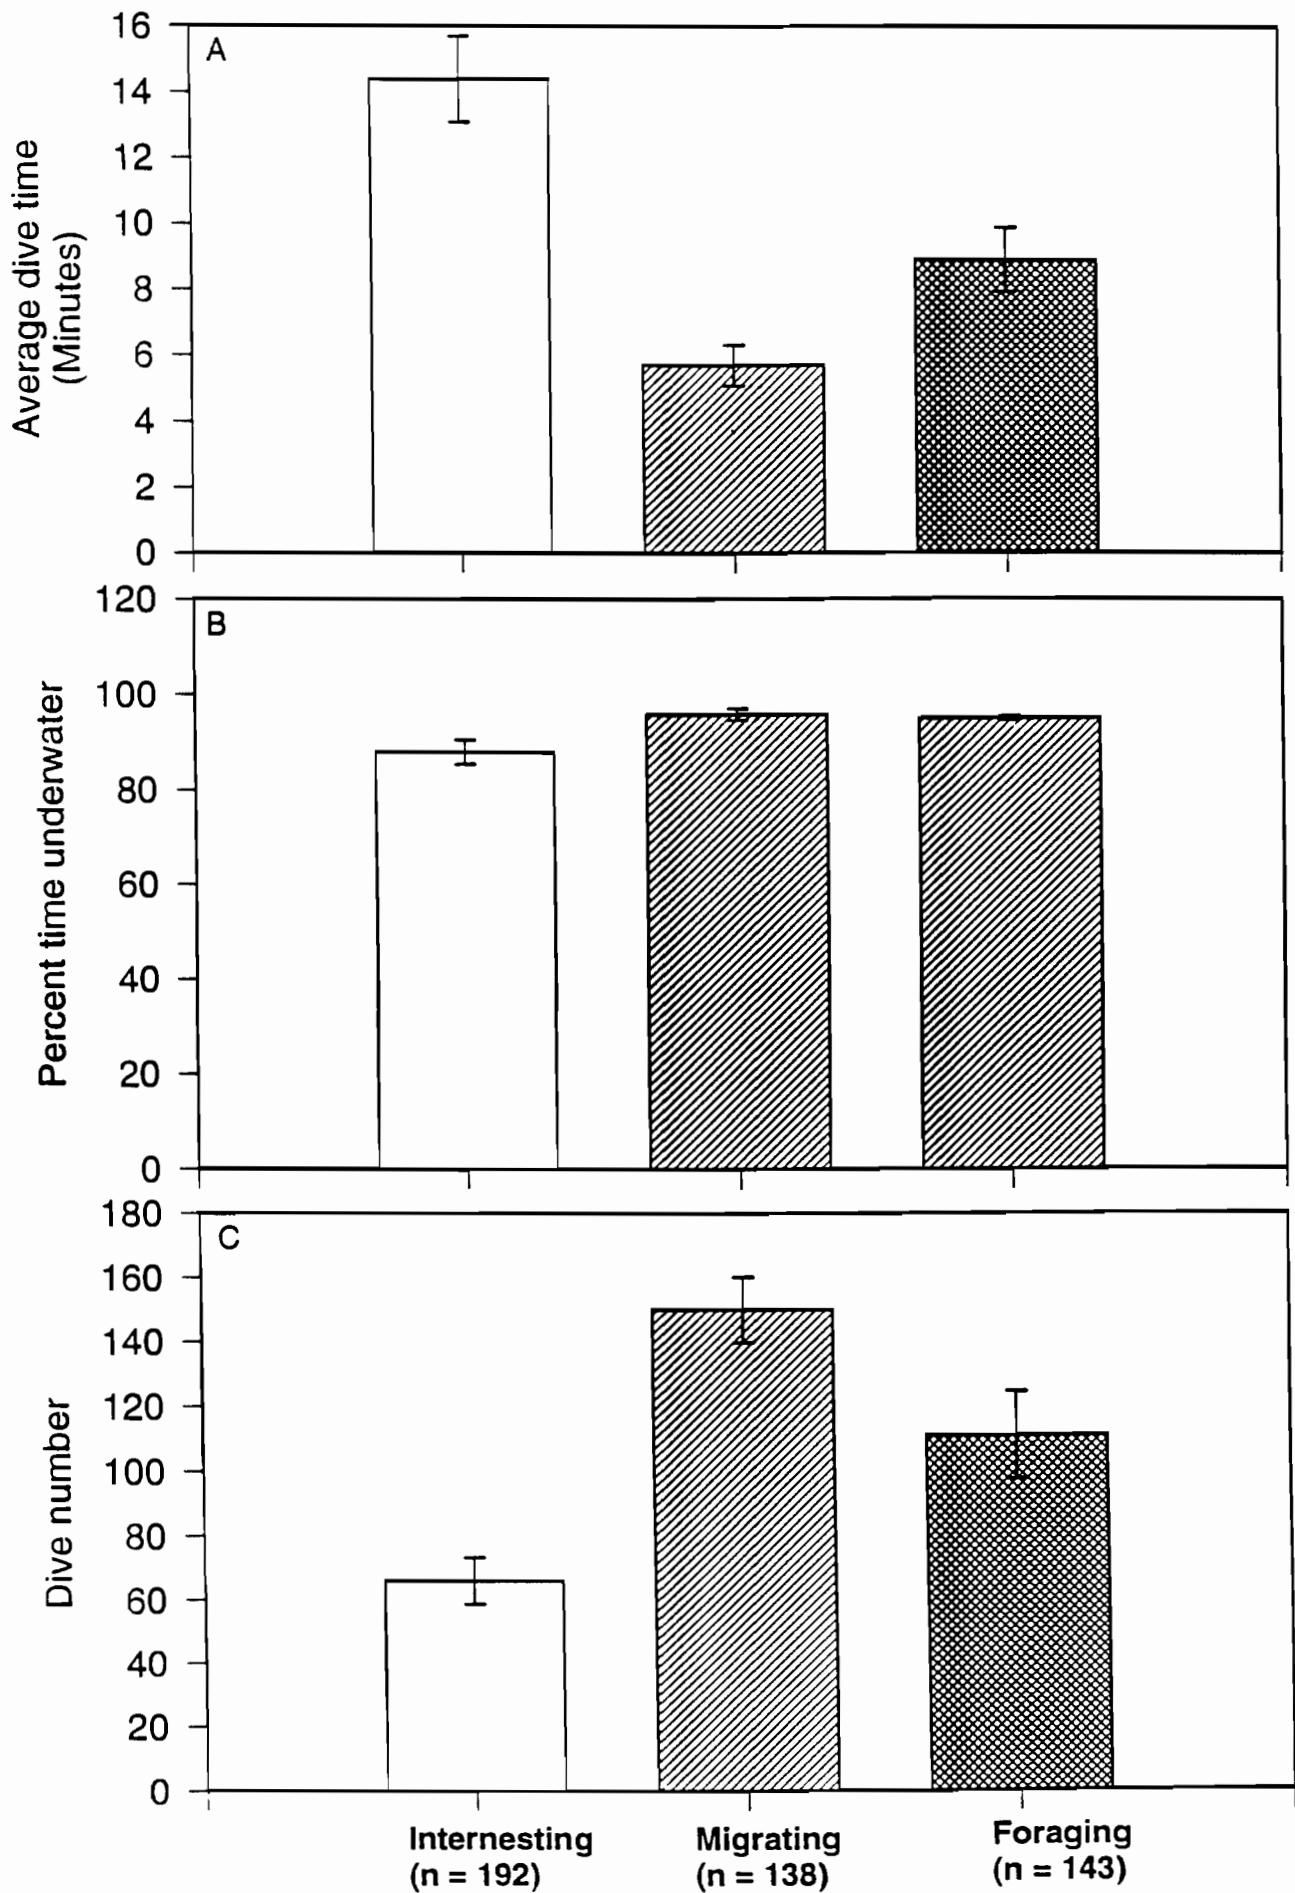 A
Average dive time
(Minutes)
16
14
12
10
8
6
4
2
0
B
Percent time underwater
120
100
80
60
40
20
0
C
Dive number
180
160
140
120
100
80
60
40
20
0
Internesting
(n = 192)
Migrating
(n = 138)
Foraging
(n = 143)